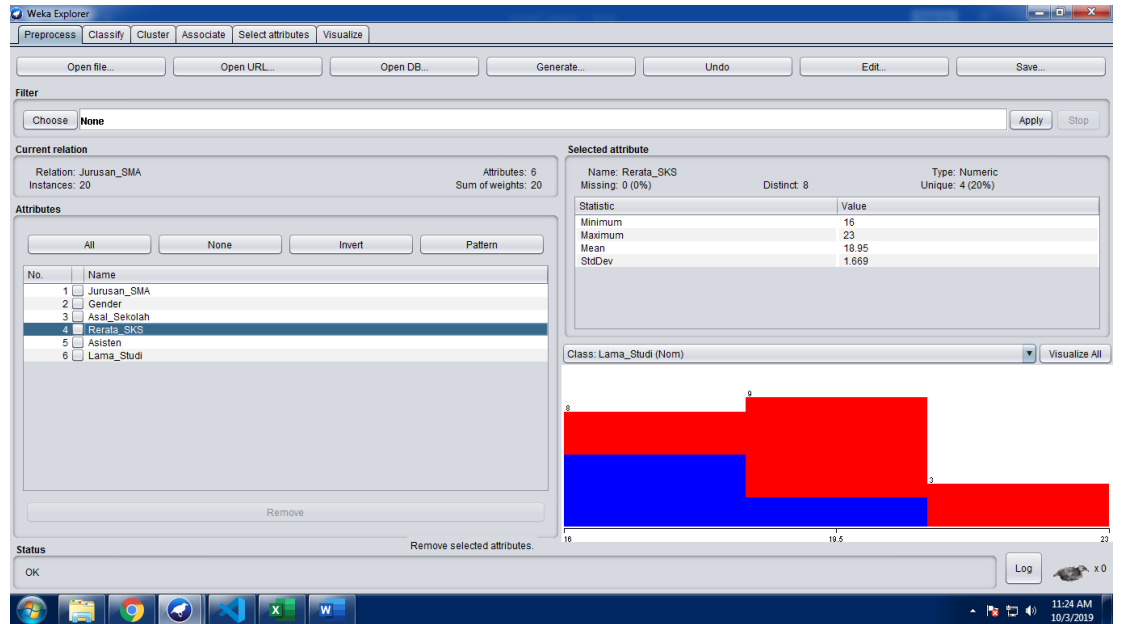 Weka Explorer
Preprocess Classify Cluster Associate Select attributes Visualize
Open file... Open URL... Open DB... Generate... Undo Edit... Save...
Filter
Choose None Apply Stop
Current relation
Relation: Jurusan_SMA Attributes: 6
Instances: 20 Sum of weights: 20
Selected attribute
Name: Rerata_SKS Type: Numeric
Missing: 0 (0%) Distinct: 8 Unique: 4 (20%)
Statistic Value
Minimum 16
Maximum 23
Mean 18.95
StdDev 1.669
Attributes
All None Invert Pattern
No. Name
1 Jurusan_SMA
2 Gender
3 Asal_Sekolah
4 Rerata_SKS
5 Asisten
6 Lama_Studi
Remove
Class: Lama_Studi (Nom) Visualize All
8 9 3
16 19.5 23
Remove selected attributes.
Status
OK Log x 0
11:24 AM
10/3/2019